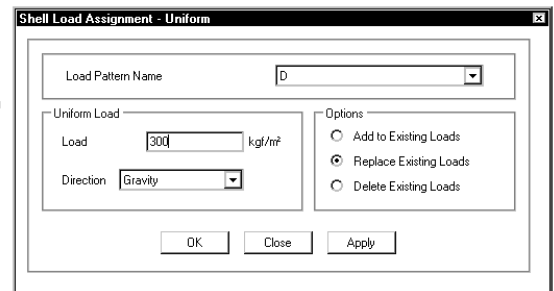 Shell Load Assignment - Uniform
Load Pattern Name D
Uniform Load
Load 300 kgf/m²
Direction Gravity
Options
Add to Existing Loads
Replace Existing Loads
Delete Existing Loads
OK Close Apply